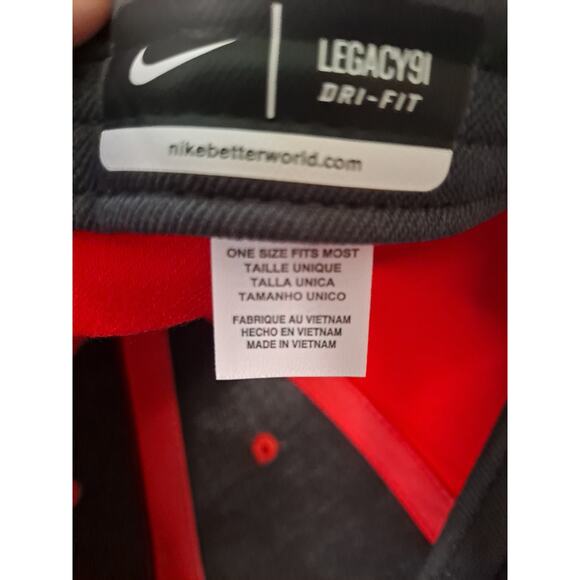 LEGACY91
DRI-FIT
nikebetterworld.com
ONE SIZE FITS MOST
TAILLE UNIQUE
TALLA UNICA
TAMANHO UNICO
FABRIQUE AU VIETNAM
HECHO EN VIETNAM
MADE IN VIETNAM